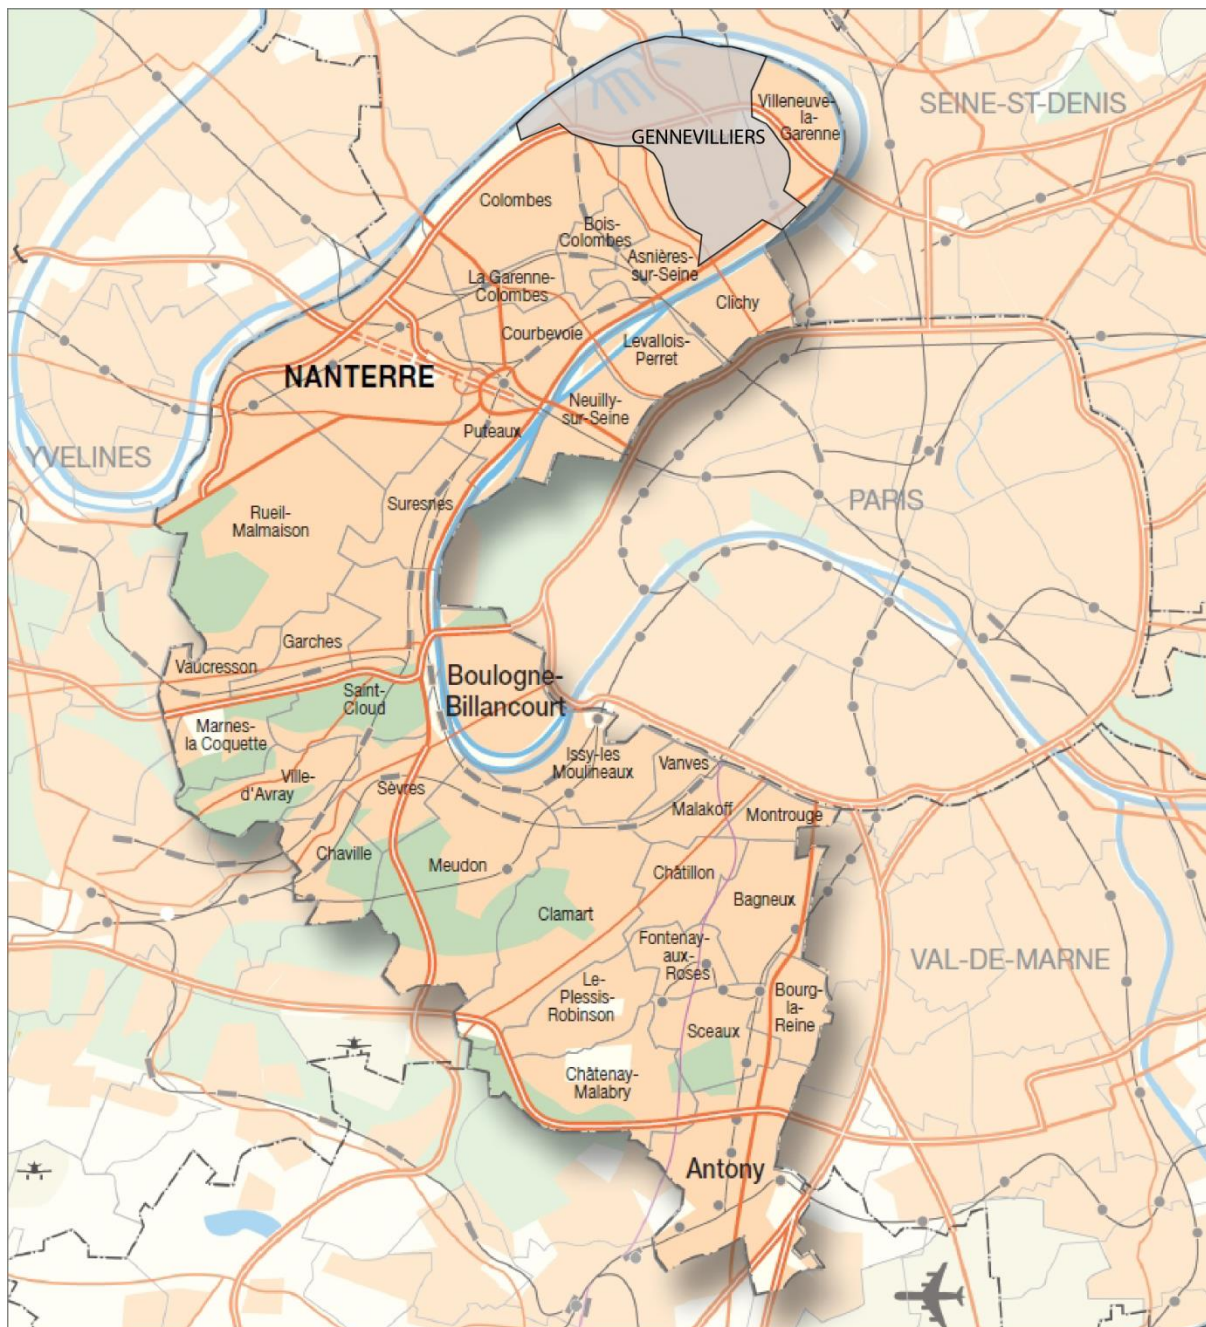 SEINE-ST-DENIS
Villeneuve-
la-
Garenne
GENNEVILLIERS
Colombes
Bois-
Colombes
Asnières-
sur-Seine
La Garenne-
Colombes
Clichy
Courbevoie
Levallois-
Perret
NANTERRE
Neuilly-
sur-Seine
Puteaux
YVELINES
PARIS
Suresnes
Rueil-
Malmaison
Garches
Vaucresson
Saint-
Cloud
Boulogne-
Billancourt
Marnes-
la Coquette
Issy-les
Moulineaux
Vanves
Ville-
d'Avray
Sèvres
Malakoff
Montrouge
Chaville
Meudon
Châtillon
Bagneux
Clamart
Fontenay-
aux-
Roses
VAL-DE-MARNE
Le-
Plessis-
Robinson
Bourg-
la-
Reine
Sceaux
Châtenay-
Malabry
Antony